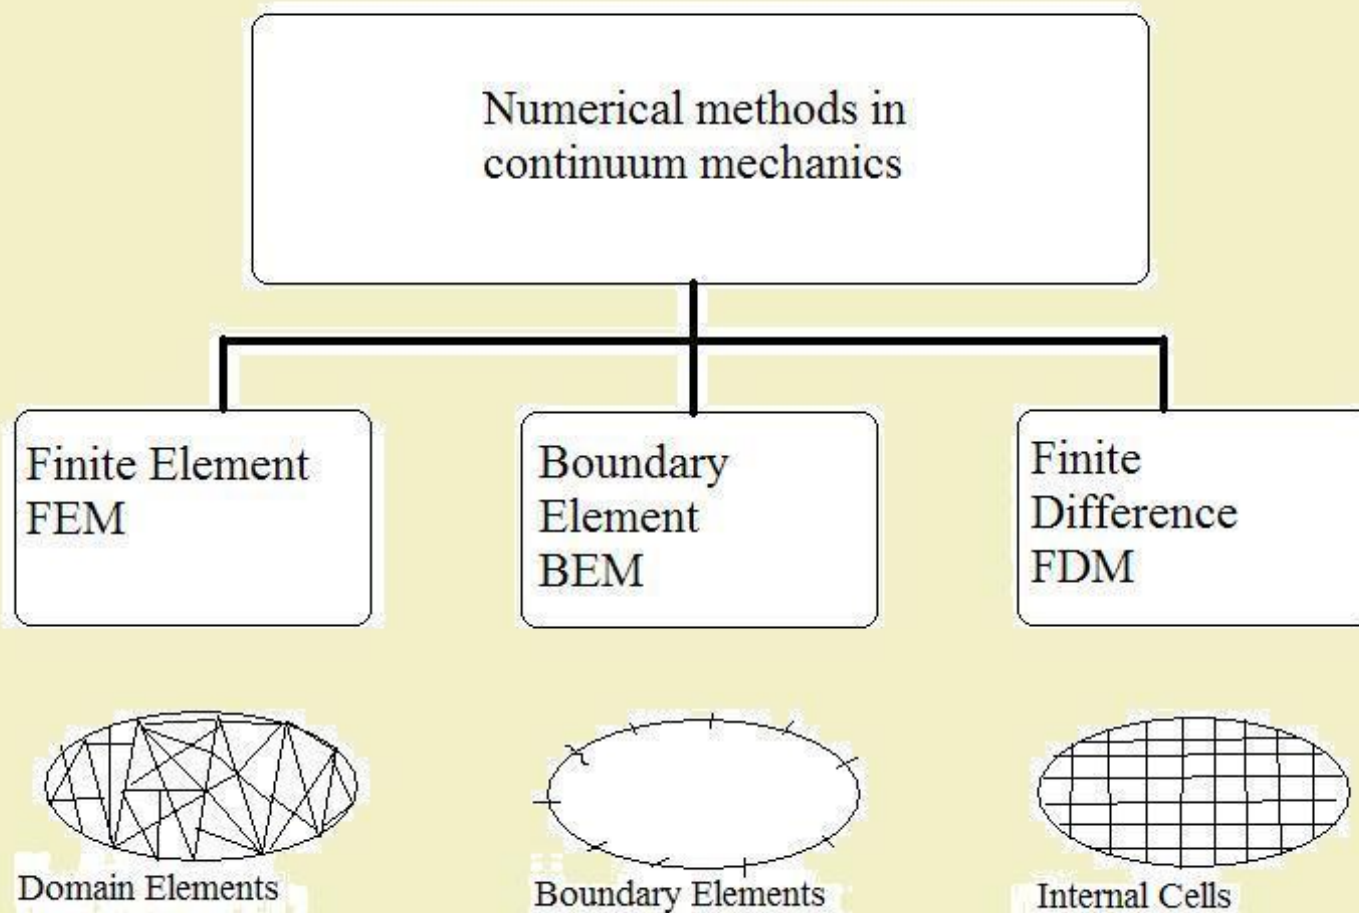 Numerical methods in
continuum mechanics
Finite Element
FEM
Boundary
Element
BEM
Finite
Difference
FDM
Domain Elements
Boundary Elements
Internal Cells